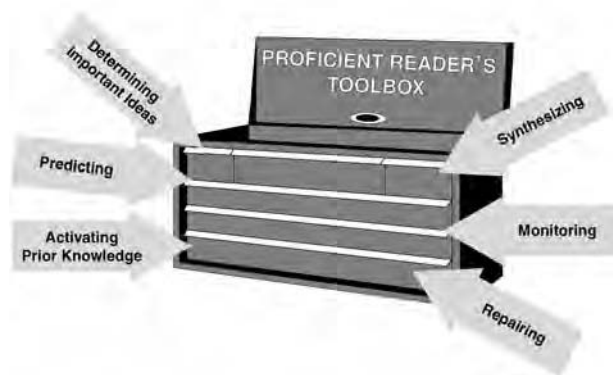 PROFICIENT READER'S
TOOLBOX
Determining
Important Ideas
Synthesizing
Predicting
Monitoring
Activating
Prior Knowledge
Repairing